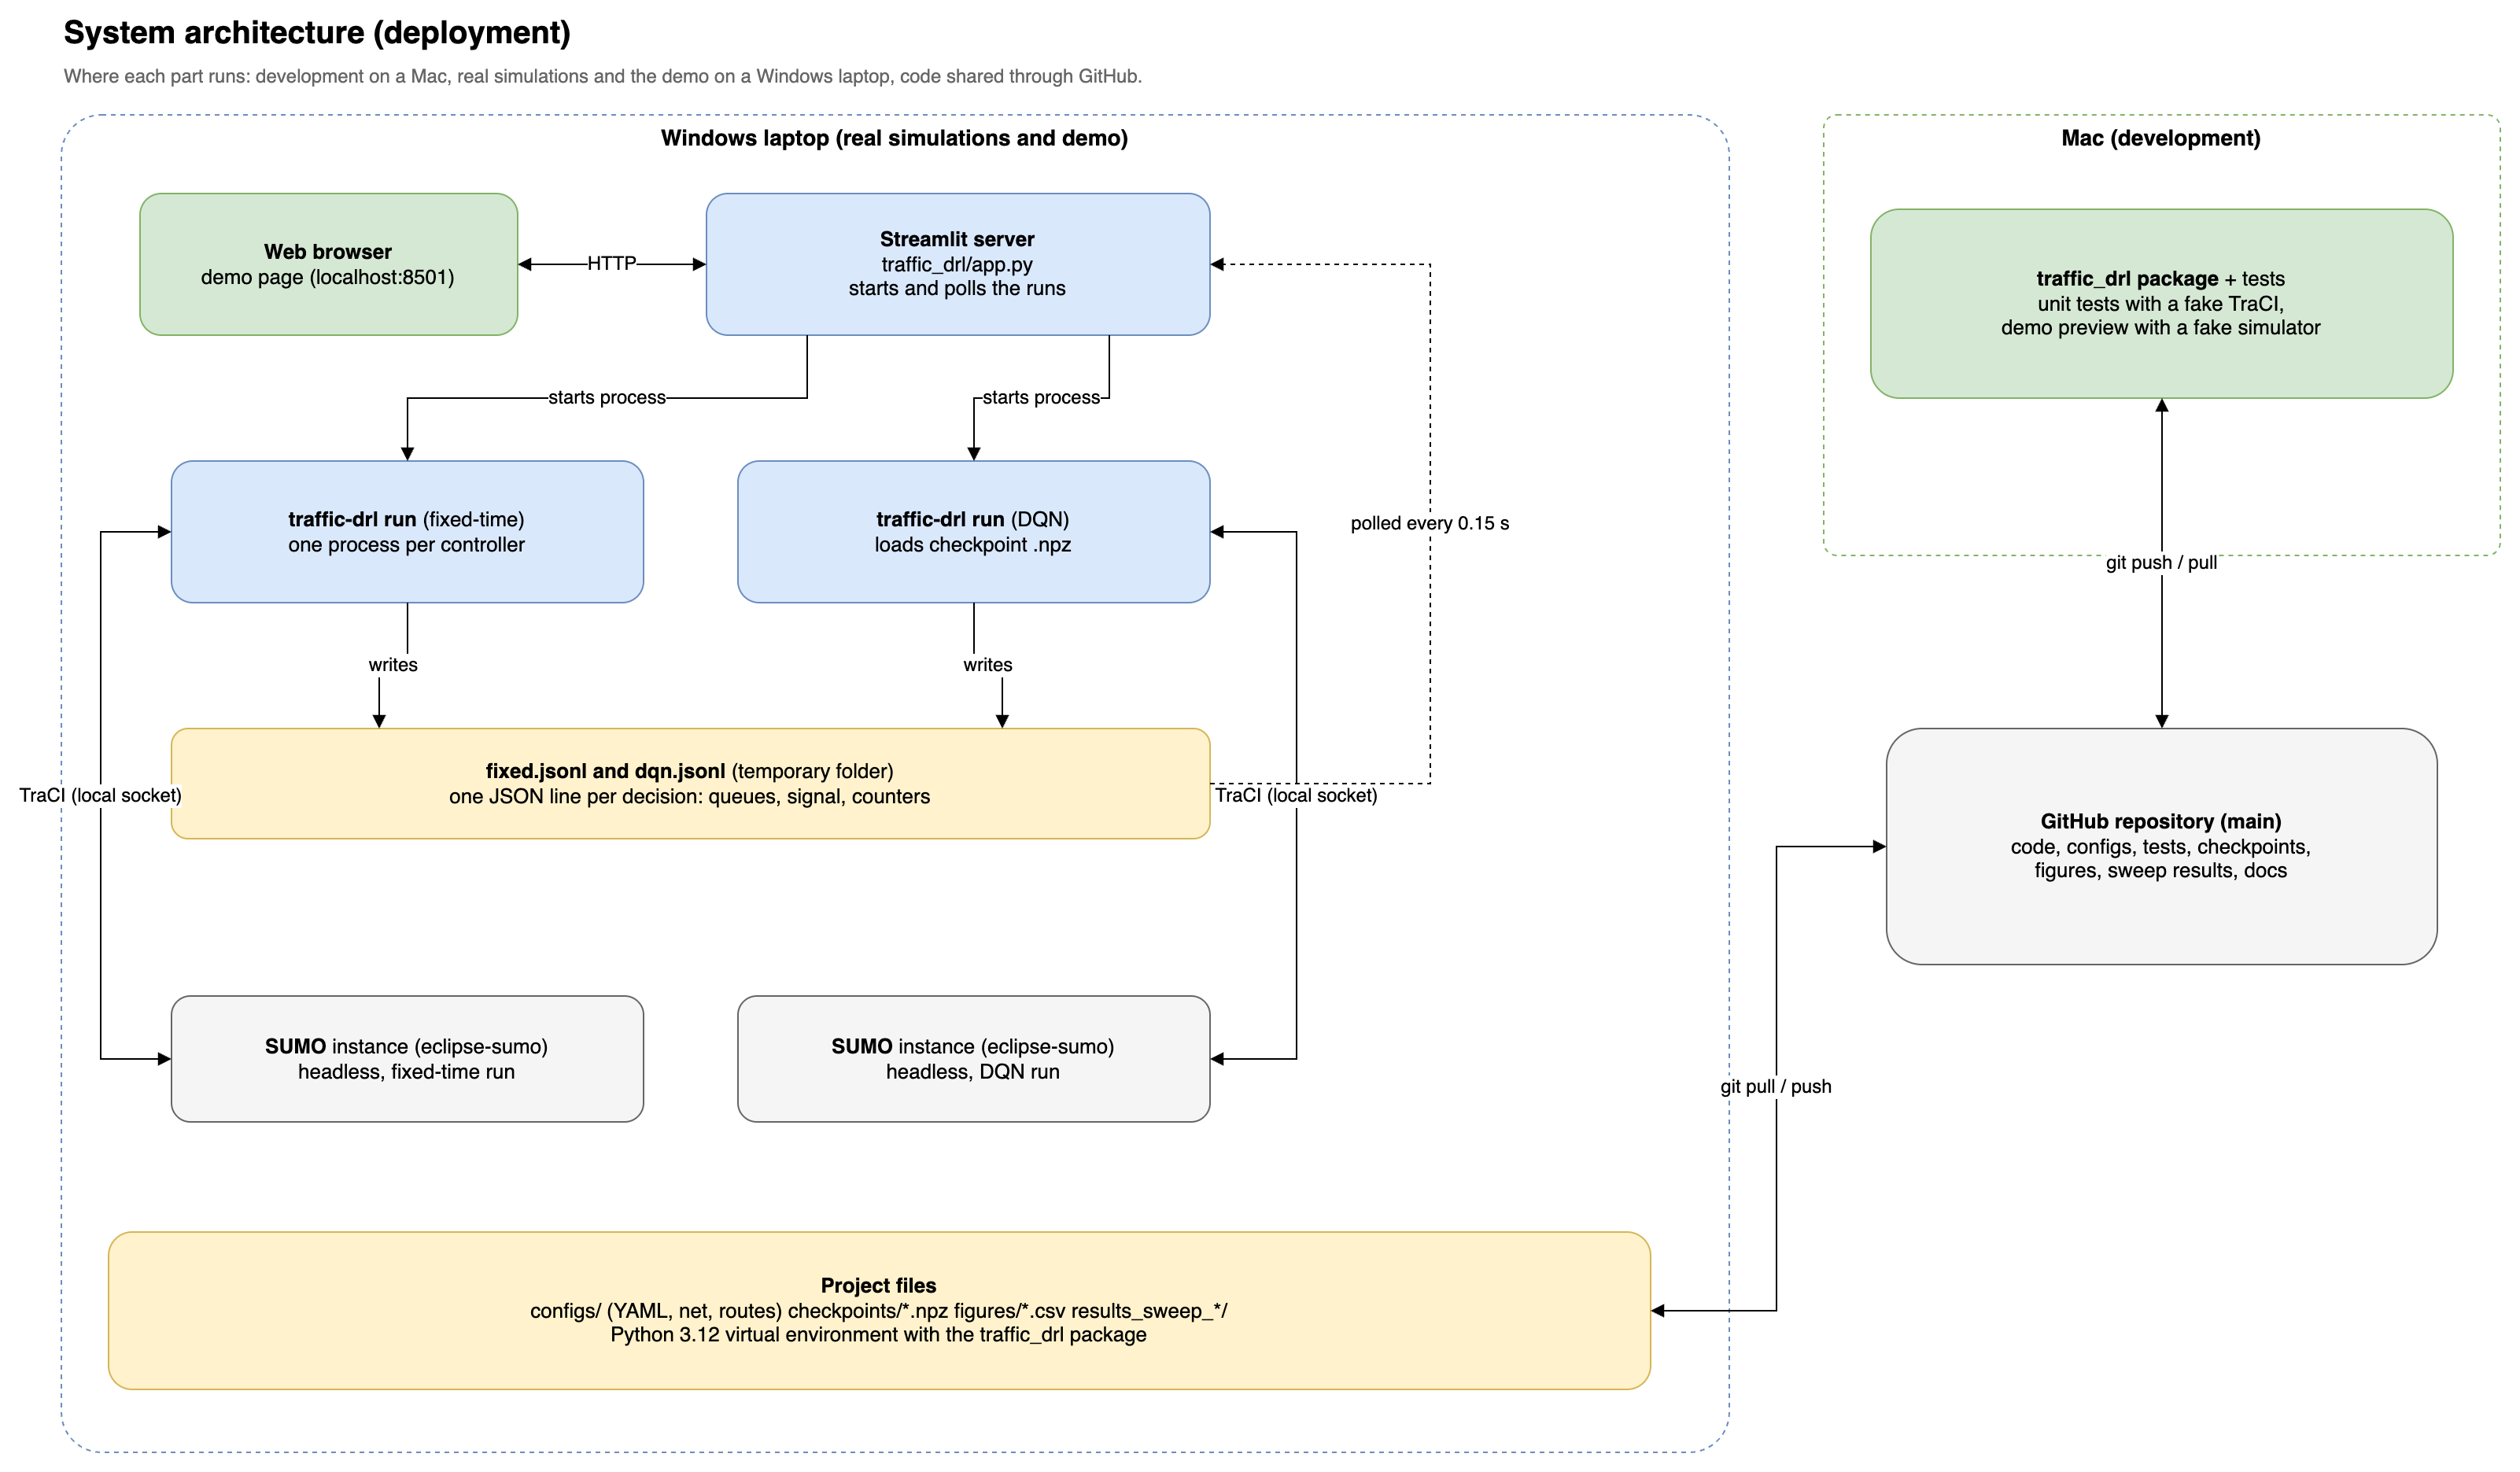 System architecture (deployment)
Where each part runs: development on a Mac, real simulations and the demo on a Windows laptop, code shared through GitHub.
Windows laptop (real simulations and demo)
Web browser
demo page (localhost:8501)
HTTP
Streamlit server
traffic_drl/app.py
starts and polls the runs
starts process
starts process
traffic-drl run (fixed-time)
one process per controller
traffic-drl run (DQN)
loads checkpoint .npz
polled every 0.15 s
writes
writes
fixed.jsonl and dqn.jsonl (temporary folder)
one JSON line per decision: queues, signal, counters
TraCI (local socket)
TraCI (local socket)
SUMO instance (eclipse-sumo)
headless, fixed-time run
SUMO instance (eclipse-sumo)
headless, DQN run
Project files
configs/ (YAML, net, routes) checkpoints/*.npz figures/*.csv results_sweep_*/
Python 3.12 virtual environment with the traffic_drl package
Mac (development)
traffic_drl package + tests
unit tests with a fake TraCI,
demo preview with a fake simulator
git push / pull
GitHub repository (main)
code, configs, tests, checkpoints,
figures, sweep results, docs
git pull / push